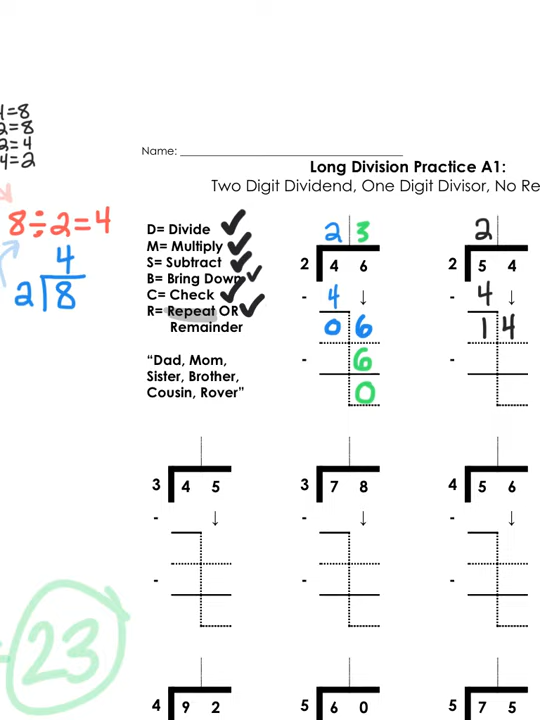 4=8
2=8
2=4
4=2
Name:
Long Division Practice A1:
Two Digit Dividend, One Digit Divisor, No Re
8÷2=4
4
2 8
D= Divide
M= Multiply
S= Subtract
B= Bring Down
C= Check
R= Repeat OR
Remainder
"Dad, Mom,
Sister, Brother,
Cousin, Rover"
2 3
2 4 6
- 4 ↓
0 6
- 6
0
2
2 5 4
- 4 ↓
1 4
-
3 4 5
- ↓
-
3 7 8
- ↓
-
4 5 6
- ↓
-
23
4 9 2
5 6 0
5 7 5